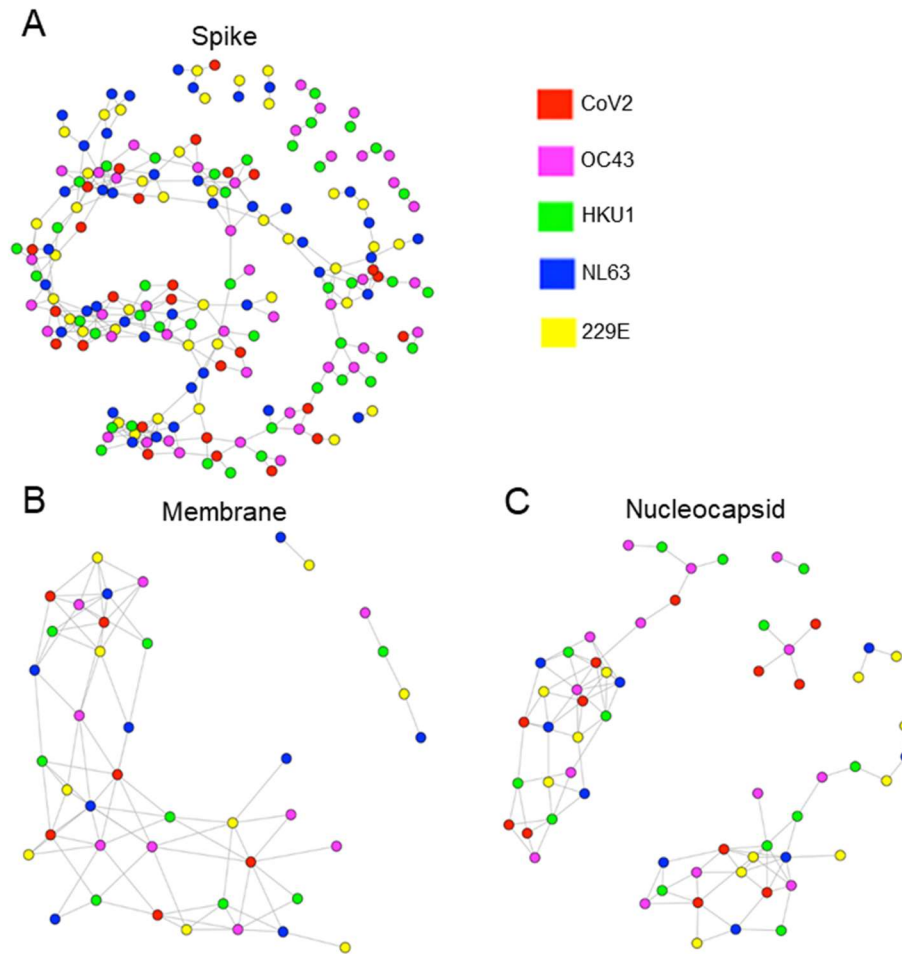 A
Spike
CoV2
OC43
HKU1
NL63
229E
B
Membrane
C
Nucleocapsid